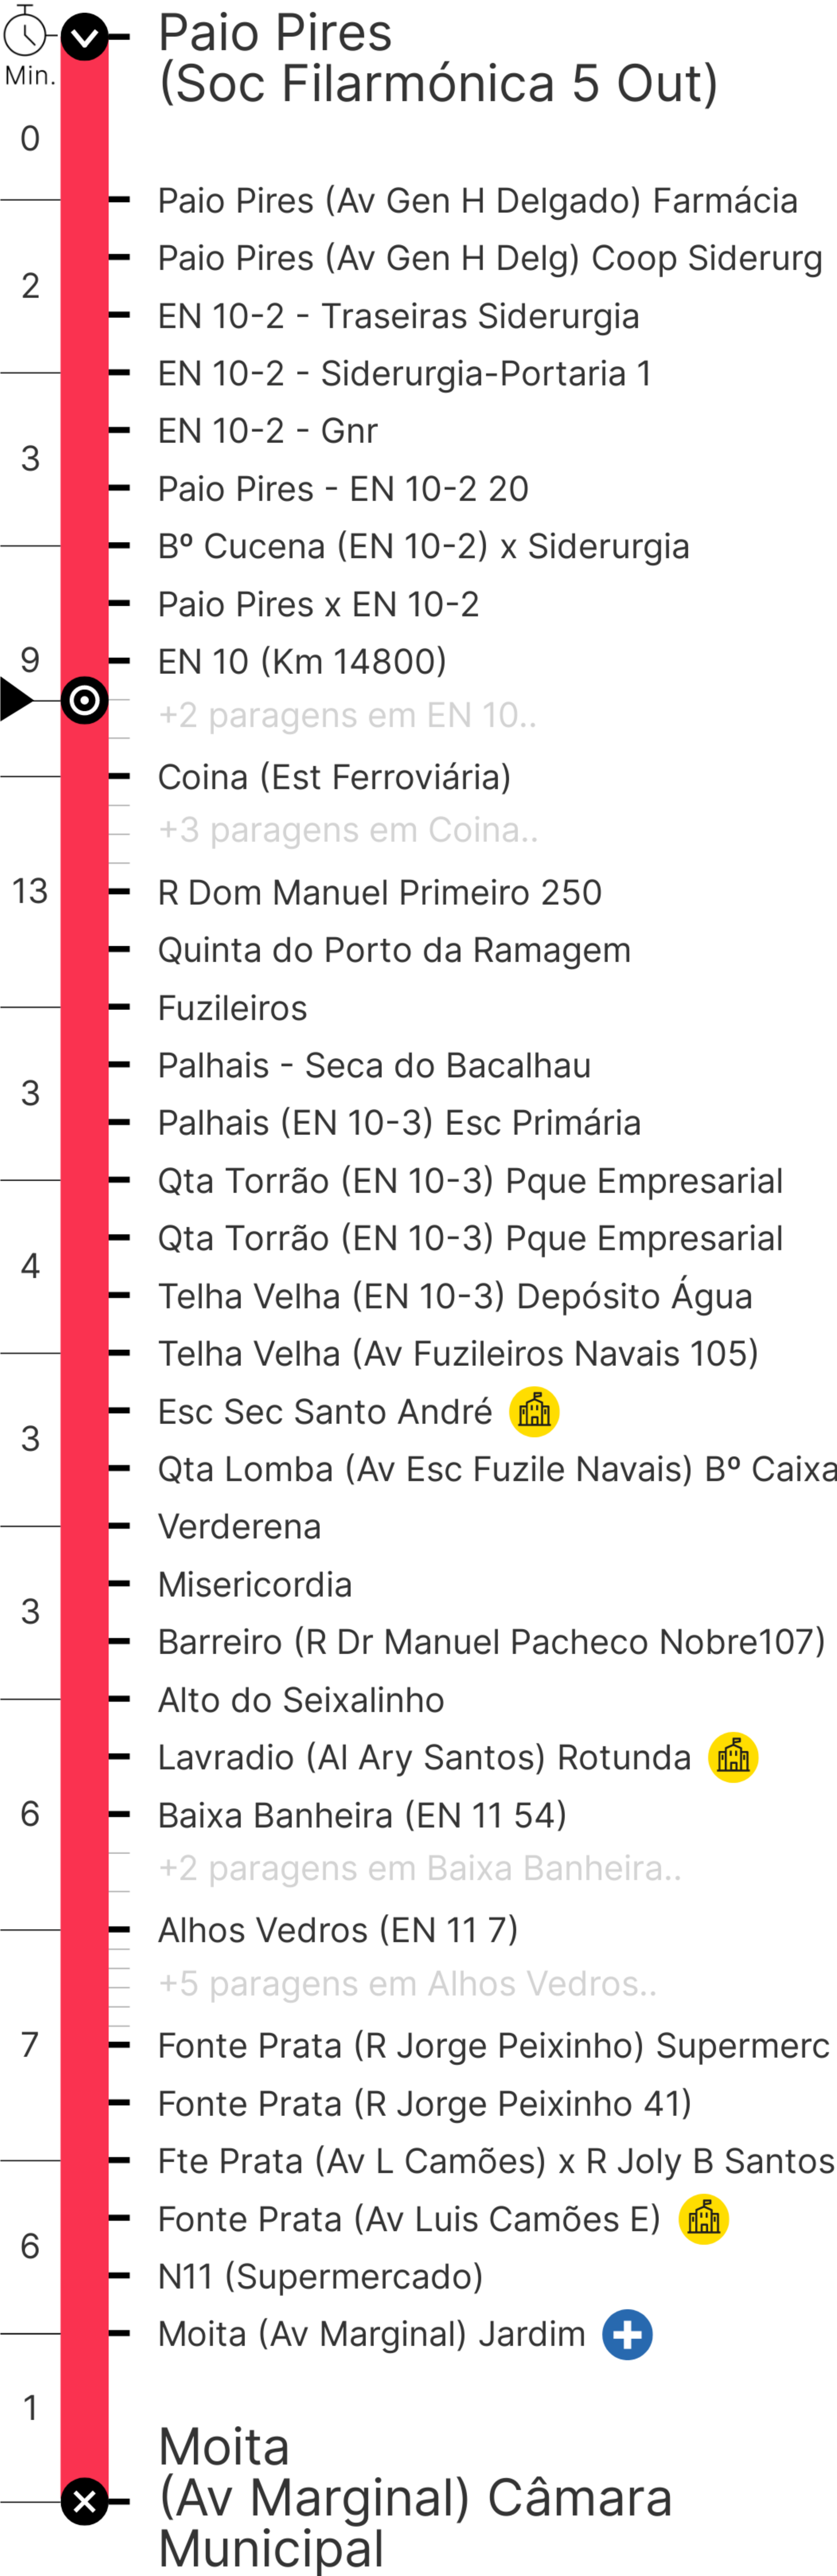 Paio Pires
(Soc Filarmónica 5 Out)
Min.
0
Paio Pires (Av Gen H Delgado) Farmácia
Paio Pires (Av Gen H Delg) Coop Siderurg
2
EN 10-2 - Traseiras Siderurgia
EN 10-2 - Siderurgia-Portaria 1
EN 10-2 - Gnr
3
Paio Pires - EN 10-2 20
Bº Cucena (EN 10-2) x Siderurgia
Paio Pires x EN 10-2
9
EN 10 (Km 14800)
+2 paragens em EN 10..
Coina (Est Ferroviária)
+3 paragens em Coina..
13
R Dom Manuel Primeiro 250
Quinta do Porto da Ramagem
Fuzileiros
Palhais - Seca do Bacalhau
3
Palhais (EN 10-3) Esc Primária
Qta Torrão (EN 10-3) Pque Empresarial
Qta Torrão (EN 10-3) Pque Empresarial
4
Telha Velha (EN 10-3) Depósito Água
Telha Velha (Av Fuzileiros Navais 105)
Esc Sec Santo André
3
Qta Lomba (Av Esc Fuzile Navais) Bº Caixa
Verderena
Misericordia
3
Barreiro (R Dr Manuel Pacheco Nobre107)
Alto do Seixalinho
Lavradio (Al Ary Santos) Rotunda
6
Baixa Banheira (EN 11 54)
+2 paragens em Baixa Banheira..
Alhos Vedros (EN 11 7)
+5 paragens em Alhos Vedros..
7
Fonte Prata (R Jorge Peixinho) Supermerc
Fonte Prata (R Jorge Peixinho 41)
Fte Prata (Av L Camões) x R Joly B Santos
Fonte Prata (Av Luis Camões E)
6
N11 (Supermercado)
Moita (Av Marginal) Jardim
1
Moita
(Av Marginal) Câmara
Municipal